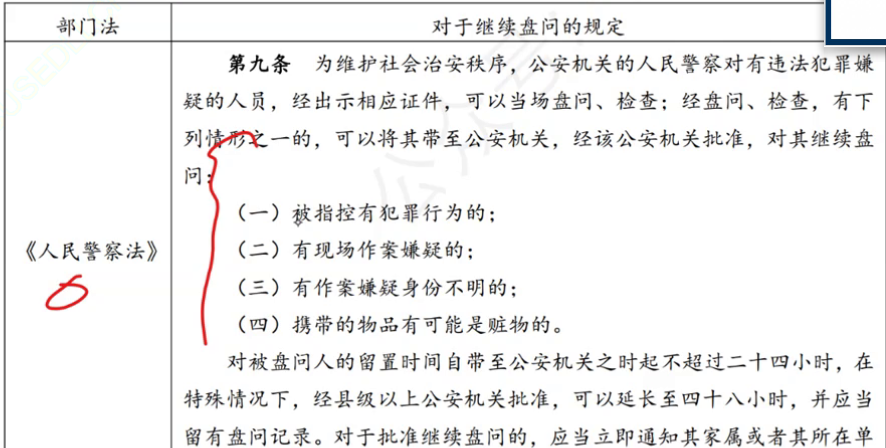 部门法
对于继续盘问的规定
第九条 为维护社会治安秩序，公安机关的人民警察对有违法犯罪嫌
疑的人员，经出示相应证件，可以当场盘问、检查；经盘问、检查，有下
列情形之一的，可以将其带至公安机关，经该公安机关批准，对其继续盘
问：
（一）被指控有犯罪行为的；
（二）有现场作案嫌疑的；
《人民警察法》
（三）有作案嫌疑身份不明的；
（四）携带的物品有可能是赃物的。
对被盘问人的留置时间自带至公安机关之时起不超过二十四小时，在
特殊情况下，经县级以上公安机关批准，可以延长至四十八小时，并应当
留有盘问记录。对于批准继续盘问的，应当立即通知其家属或者其所在单
公众号